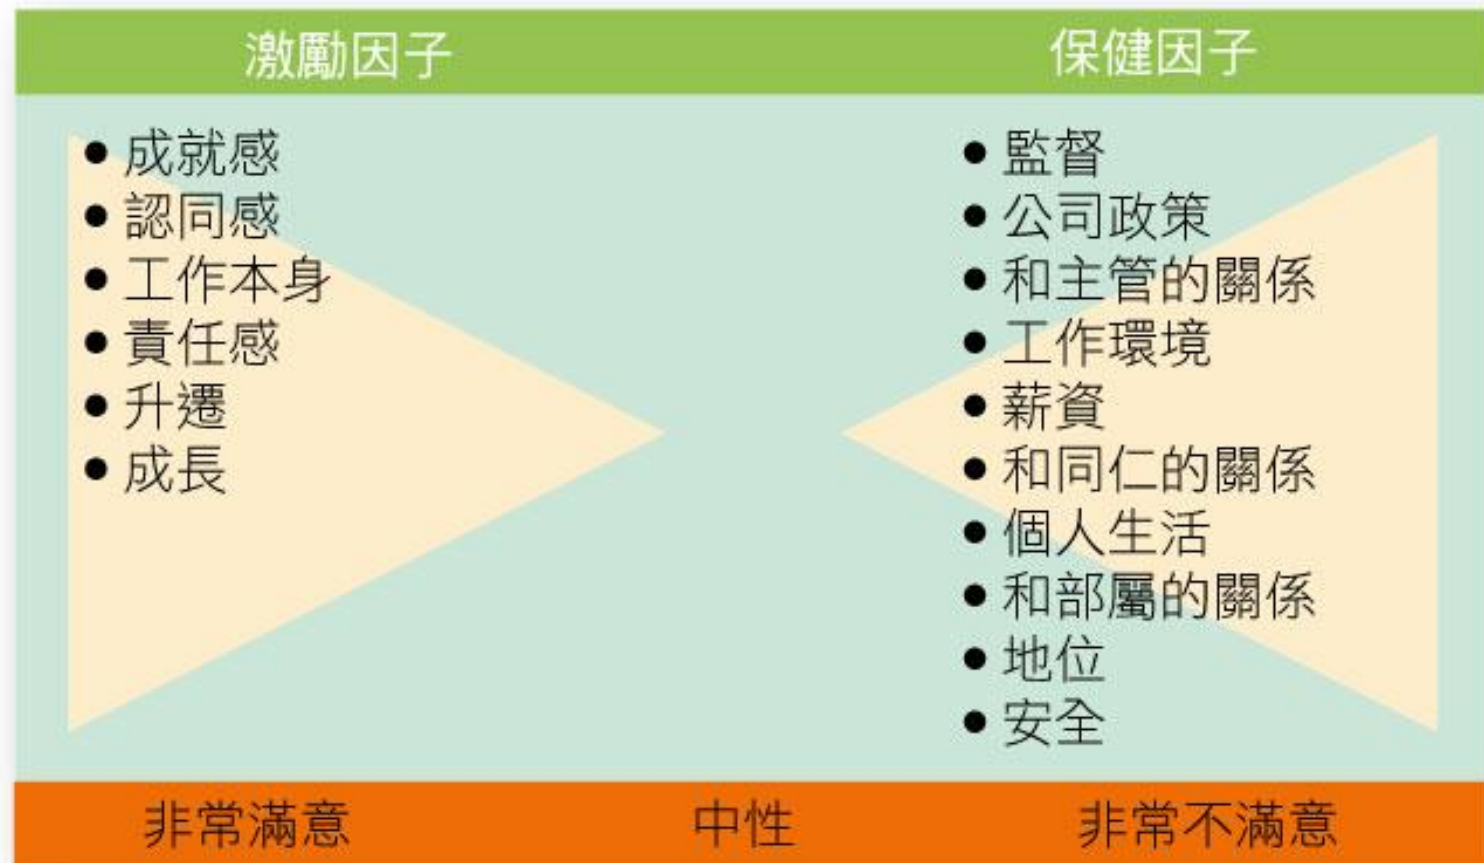 激勵因子
保健因子
● 成就感
● 認同感
● 工作本身
● 責任感
● 升遷
● 成長
● 監督
● 公司政策
● 和主管的關係
● 工作環境
● 薪資
● 和同仁的關係
● 個人生活
● 和部屬的關係
● 地位
● 安全
非常滿意
中性
非常不滿意